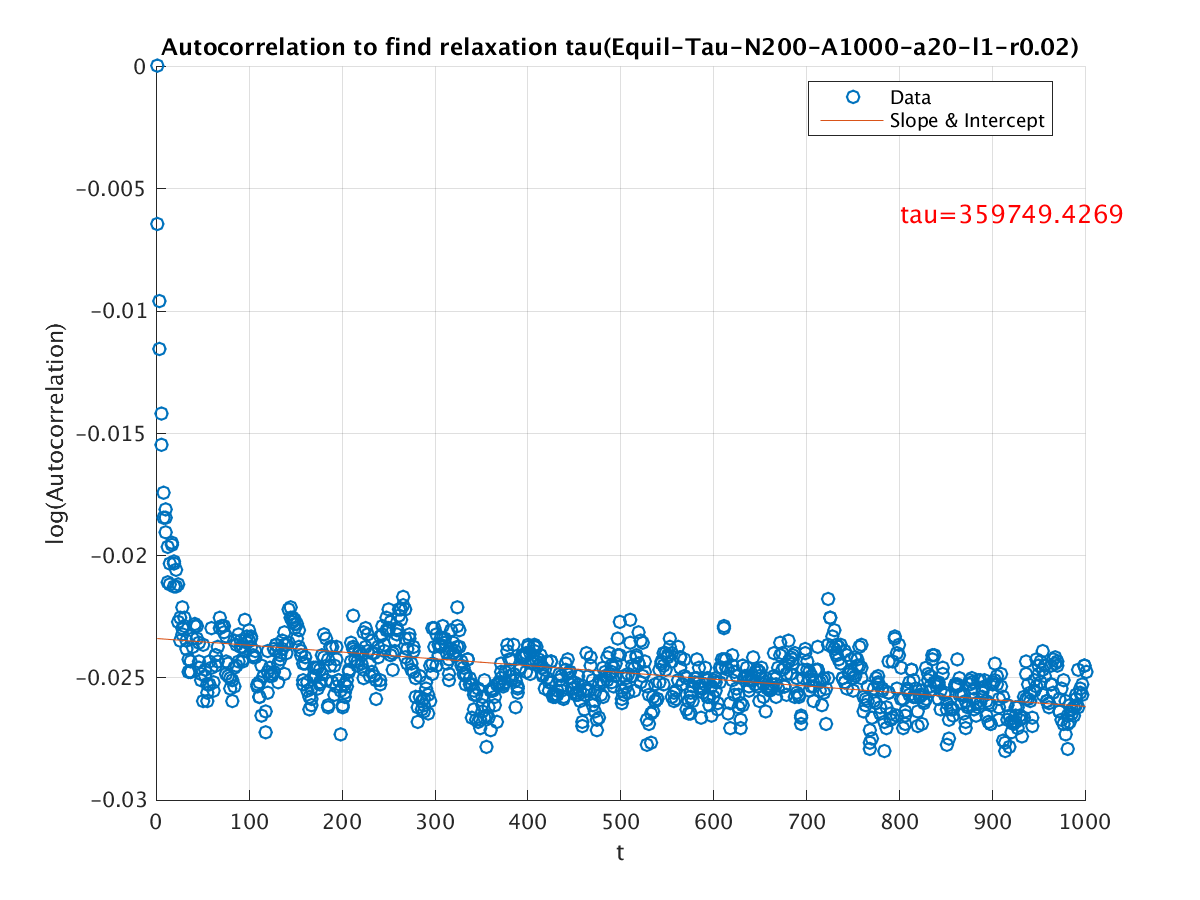 Autocorrelation to find relaxation tau(Equil-Tau-N200-A1000-a20-l1-r0.02)
Data
Slope & Intercept
tau=359749.4269
log(Autocorrelation)
0
-0.005
-0.01
-0.015
-0.02
-0.025
-0.03
0 100 200 300 400 500 600 700 800 900 1000
t